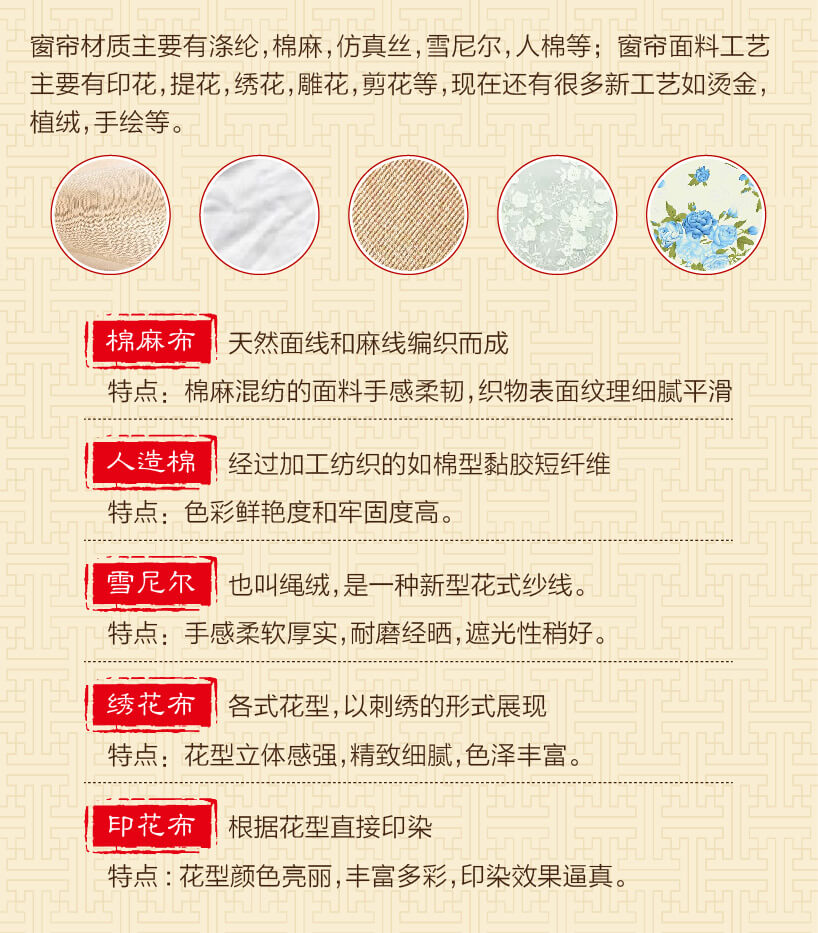 窗帘材质主要有涤纶,棉麻,仿真丝,雪尼尔,人棉等；窗帘面料工艺
主要有印花,提花,绣花,雕花,剪花等,现在还有很多新工艺如烫金,
植绒,手绘等。
棉麻布 天然面线和麻线编织而成
特点：棉麻混纺的面料手感柔韧,织物表面纹理细腻平滑
人造棉 经过加工纺织的如棉型黏胶短纤维
特点：色彩鲜艳度和牢固度高。
雪尼尔 也叫绳绒,是一种新型花式纱线。
特点：手感柔软厚实,耐磨经晒,遮光性稍好。
绣花布 各式花型,以刺绣的形式展现
特点：花型立体感强,精致细腻,色泽丰富。
印花布 根据花型直接印染
特点:花型颜色亮丽,丰富多彩,印染效果逼真。